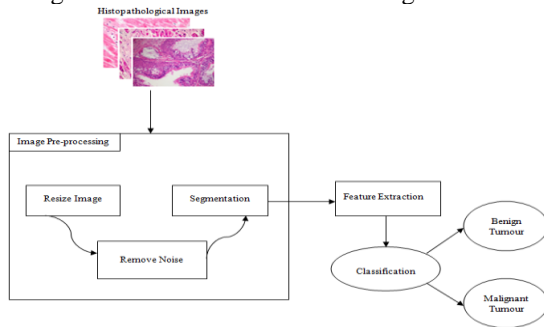 Histopathological Images
Image Pre-processing
Resize Image
Segmentation
Remove Noise
Feature Extraction
Classification
Benign
Tumour
Malignant
Tumour